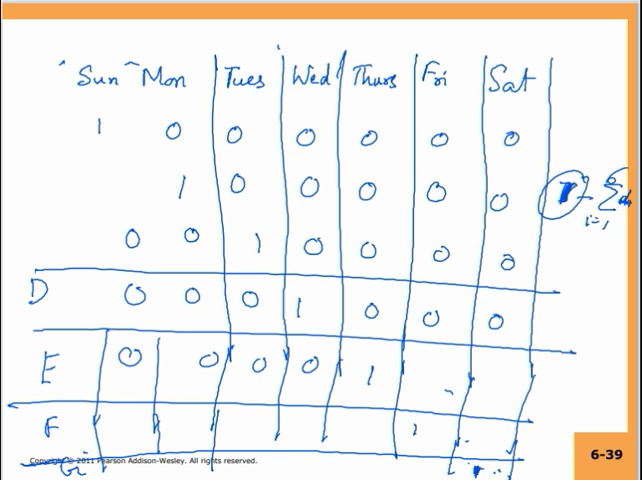 Sun Mon Tues Wed Thurs Fri Sat
1 0 0 0 0 0 0
1 0 0 0 0 0
0 0 1 0 0 0 0
D 0 0 0 1 0 0 0
E 0 0 0 0 1
F 1
G
Copyright © 2011 Pearson Addison-Wesley. All rights reserved.
6-39